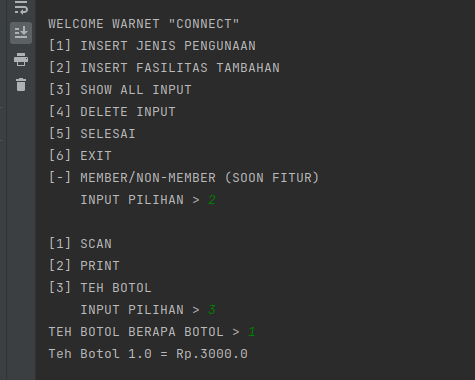 WELCOME WARNET "CONNECT"
[1] INSERT JENIS PENGUNAAN
[2] INSERT FASILITAS TAMBAHAN
[3] SHOW ALL INPUT
[4] DELETE INPUT
[5] SELESAI
[6] EXIT
[-] MEMBER/NON-MEMBER (SOON FITUR)
INPUT PILIHAN > 2
[1] SCAN
[2] PRINT
[3] TEH BOTOL
INPUT PILIHAN > 3
TEH BOTOL BERAPA BOTOL > 1
Teh Botol 1.0 = Rp.3000.0